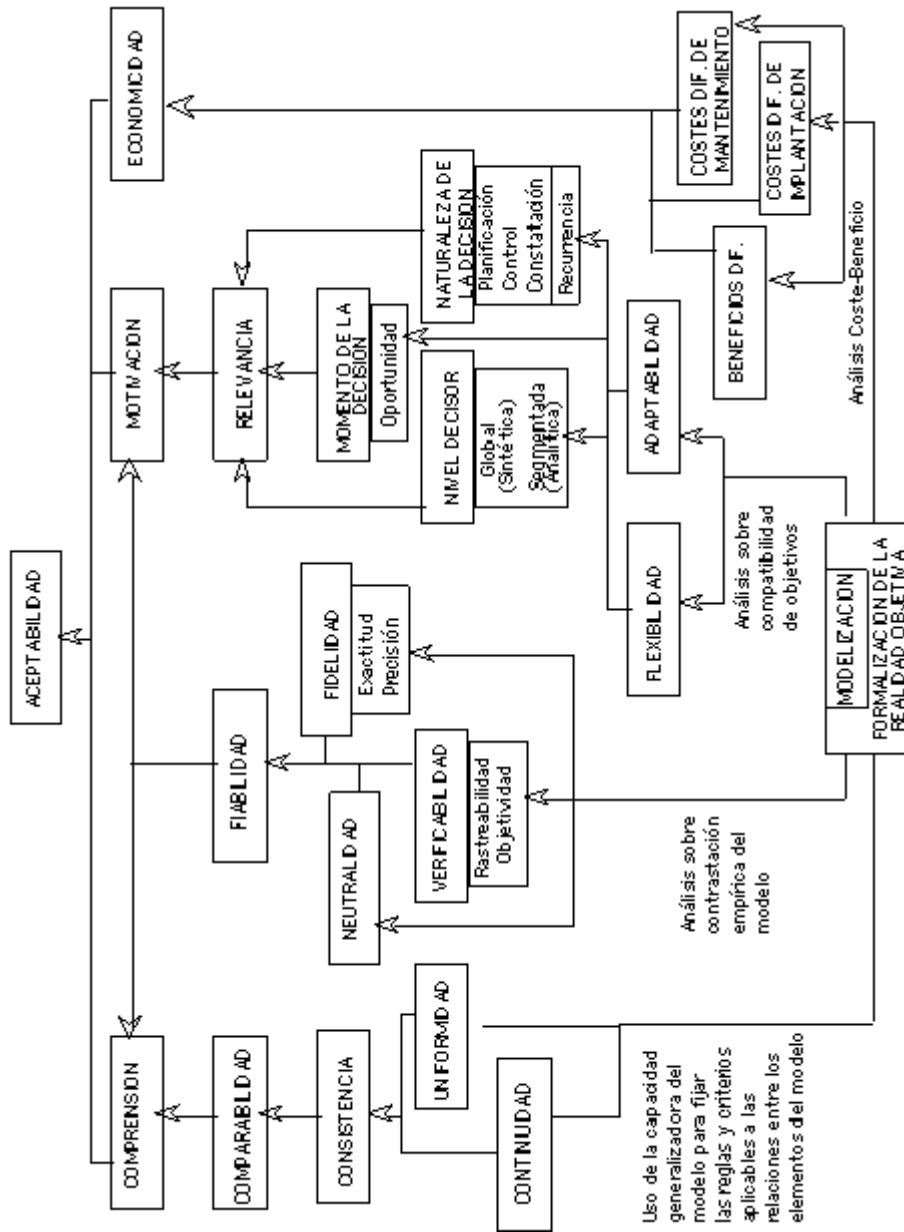 ACEPTABILIDAD
COMPRENSION
MOTIVACION
ECONOMICIDAD
COMPARABILIDAD
FIABILIDAD
RELEVANCIA
CONSISTENCIA
NEUTRALIDAD
FIDELIDAD
Exactitud
Precisión
MOMENTO DE LA
DECISIÓN
Oportunidad
UNIFORMIDAD
VERIFICABILIDAD
Rastreabilidad
Objetividad
NIVEL DECISOR
Global
(Sintética)
Segmentada
(Analítica)
NATURALEZA DE
LA DECISION
Planificación
Control
Constatación
Recurrencia
CONTINUIDAD
FLEXIBILIDAD
ADAPTABILIDAD
BENEFICIOS DIF.
COSTES DIF. DE
MANTENIMIENTO
COSTES DIF. DE
IMPLANTACION
Uso de la capacidad
generalizadora del
modelo para fijar
las reglas y criterios
aplicables a las
relaciones entre los
elementos del modelo
Análisis sobre
contrastación
empírica del
modelo
Análisis sobre
compatibilidad
de objetivos
Análisis Coste-Beneficio
MODELIZACION
FORMALIZACION DE LA
REALIDAD OBJETIVA